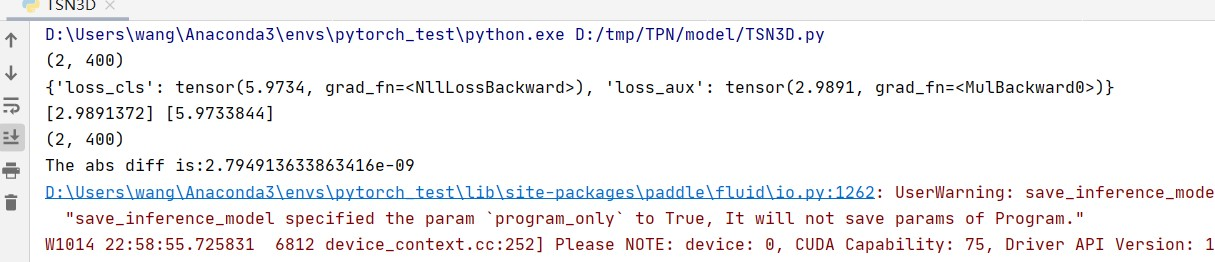 TSN3D
D:\Users\wang\Anaconda3\envs\pytorch_test\python.exe D:/tmp/TPN/model/TSN3D.py
(2, 400)
{'loss_cls': tensor(5.9734, grad_fn=<NllLossBackward>), 'loss_aux': tensor(2.9891, grad_fn=<MulBackward0>)}
[2.9891372] [5.9733844]
(2, 400)
The abs diff is:2.794913633863416e-09
D:\Users\wang\Anaconda3\envs\pytorch_test\lib\site-packages\paddle\fluid\io.py:1262: UserWarning: save_inference_mode
"save_inference_model specified the param `program_only` to True, It will not save params of Program."
W1014 22:58:55.725831  6812 device_context.cc:252] Please NOTE: device: 0, CUDA Capability: 75, Driver API Version: 1